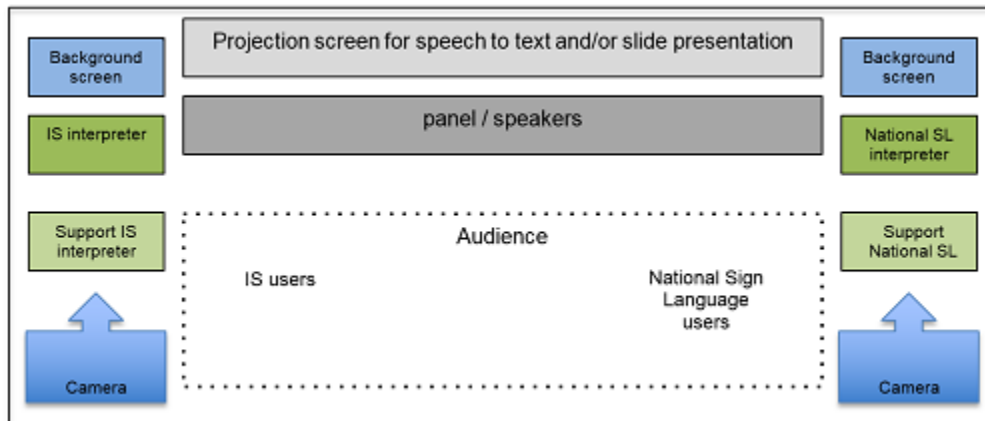 Projection screen for speech to text and/or slide presentation
Background
screen
Background
screen
panel / speakers
IS interpreter
National SL
interpreter
Support IS
interpreter
Audience
Support
National SL
IS users
National Sign
Language
users
Camera
Camera